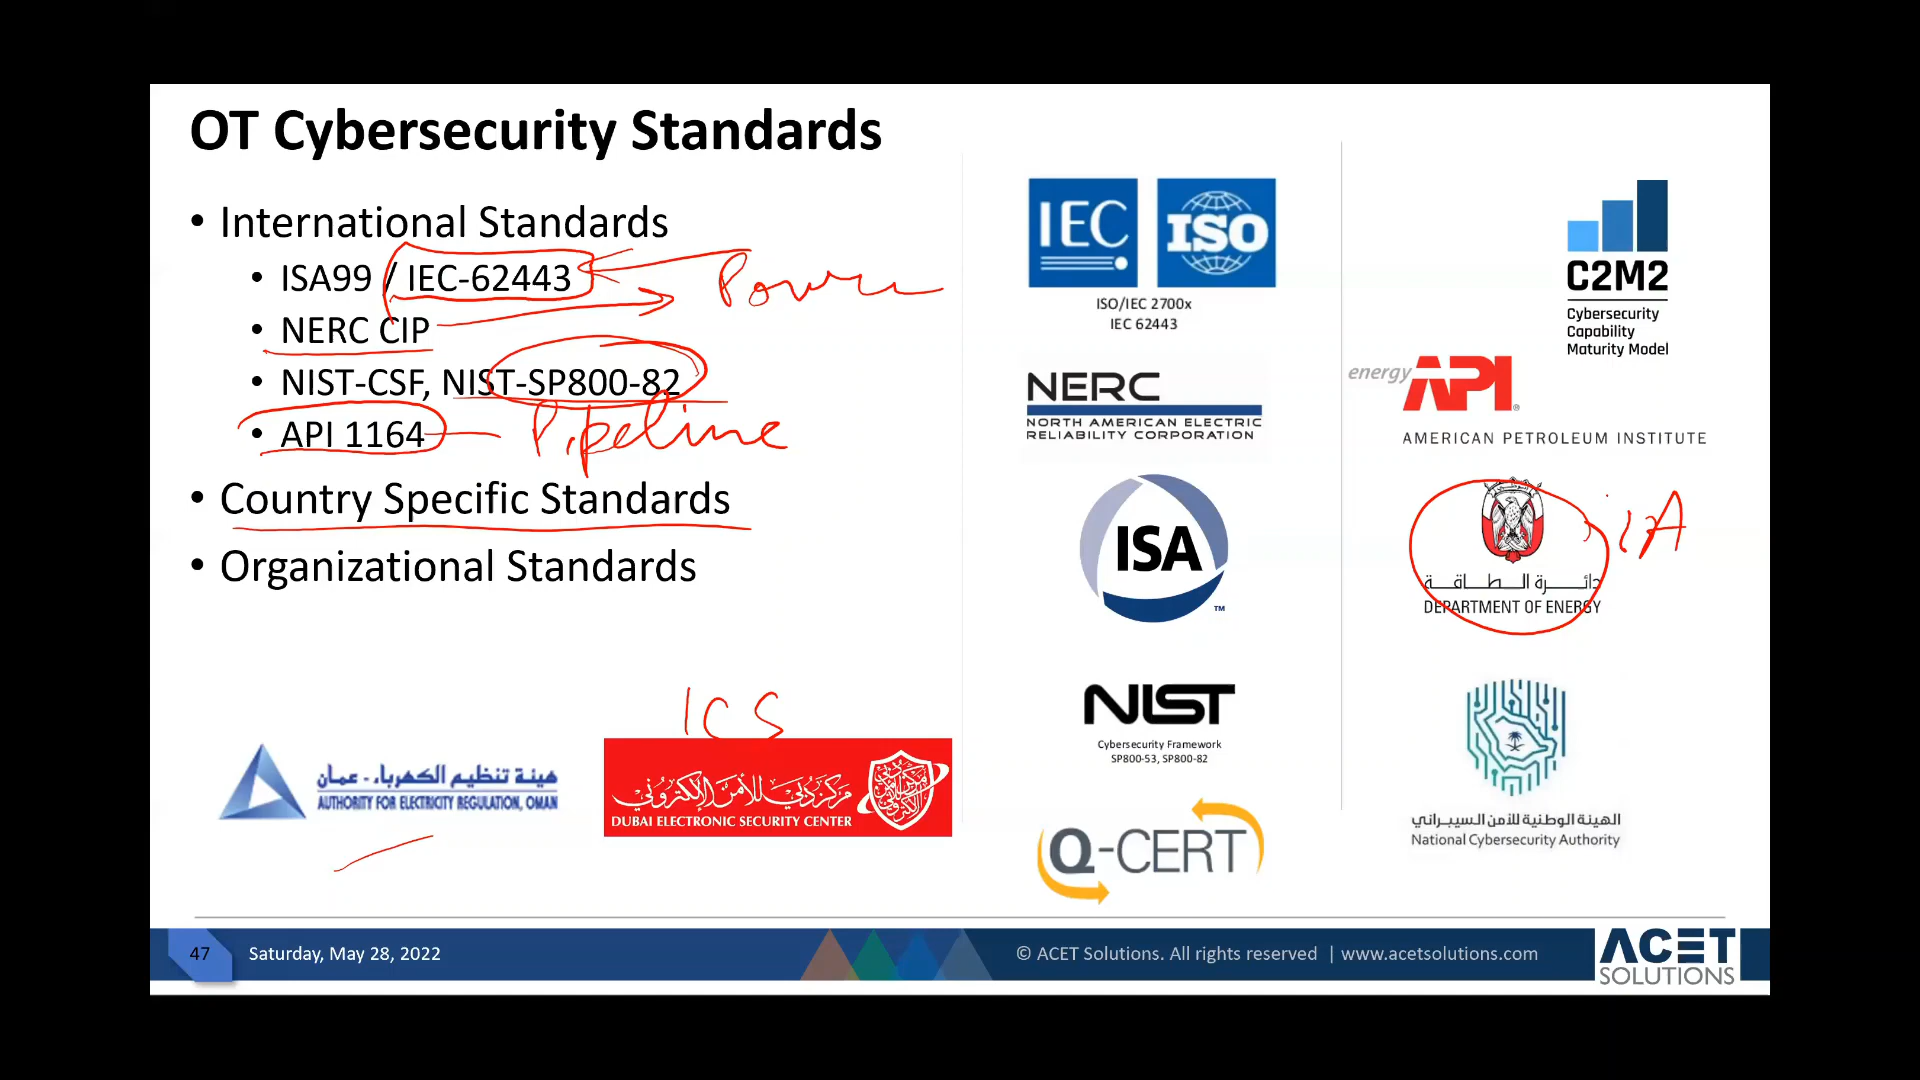 OT Cybersecurity Standards
• International Standards
• ISA99 / IEC-62443
Power
• NERC CIP
• NIST-CSF, NIST-SP800-82
• API 1164
Pipeline
• Country Specific Standards
• Organizational Standards
هيئة تنظيم الكهرباء - عمان
AUTHORITY FOR ELECTRICITY REGULATION, OMAN
ICS
مركز دبي للأمن الإلكتروني
DUBAI ELECTRONIC SECURITY CENTER
IEC
ISO
ISO/IEC 2700x
IEC 62443
NERC
NORTH AMERICAN ELECTRIC
RELIABILITY CORPORATION
ISA™
NIST
Cybersecurity Framework
SP800-53, SP800-82
Q-CERT
C2M2
Cybersecurity
Capability
Maturity Model
energy API®
AMERICAN PETROLEUM INSTITUTE
دائرة الطاقة
DEPARTMENT OF ENERGY
IA
الهيئة الوطنية للأمن السيبراني
National Cybersecurity Authority
47
Saturday, May 28, 2022
© ACET Solutions. All rights reserved | www.acetsolutions.com
ACET
SOLUTIONS